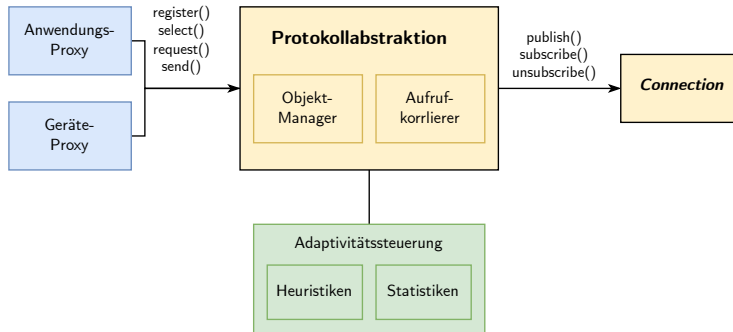 Anwendungs-
Proxy
Geräte-
Proxy
register()
select()
request()
send()
Protokollabstraktion
Objekt-
Manager
Aufruf-
korrlierer
publish()
subscribe()
unsubscribe()
Connection
Adaptivitätssteuerung
Heuristiken
Statistiken